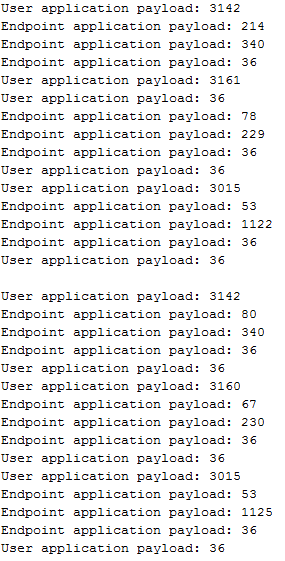 User application payload: 3142
Endpoint application payload: 214
Endpoint application payload: 340
Endpoint application payload: 36
User application payload: 3161
User application payload: 36
Endpoint application payload: 78
Endpoint application payload: 229
Endpoint application payload: 36
User application payload: 36
User application payload: 3015
Endpoint application payload: 53
Endpoint application payload: 1122
Endpoint application payload: 36
User application payload: 36

User application payload: 3142
Endpoint application payload: 80
Endpoint application payload: 340
Endpoint application payload: 36
User application payload: 36
User application payload: 3160
Endpoint application payload: 67
Endpoint application payload: 230
Endpoint application payload: 36
User application payload: 36
User application payload: 3015
Endpoint application payload: 53
Endpoint application payload: 1125
Endpoint application payload: 36
User application payload: 36